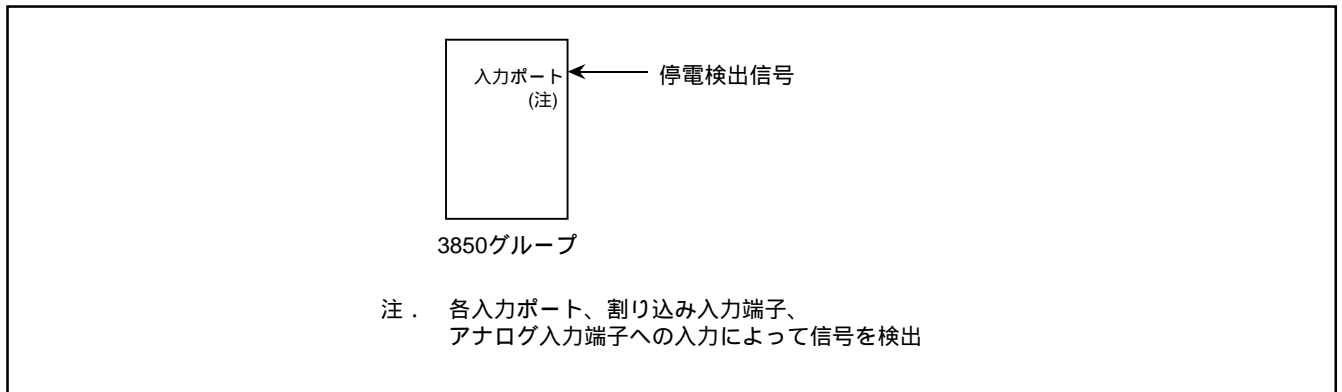 入力ポート
(注)
停電検出信号
3850グループ
注． 各入力ポート、割り込み入力端子、
アナログ入力端子への入力によって信号を検出